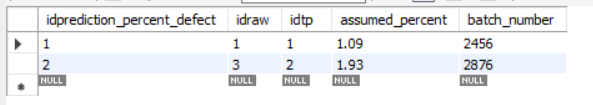 idprediction_percent_defect idraw idtp assumed_percent batch_number
1 1 1 1.09 2456
2 3 2 1.93 2876
NULL NULL NULL NULL NULL